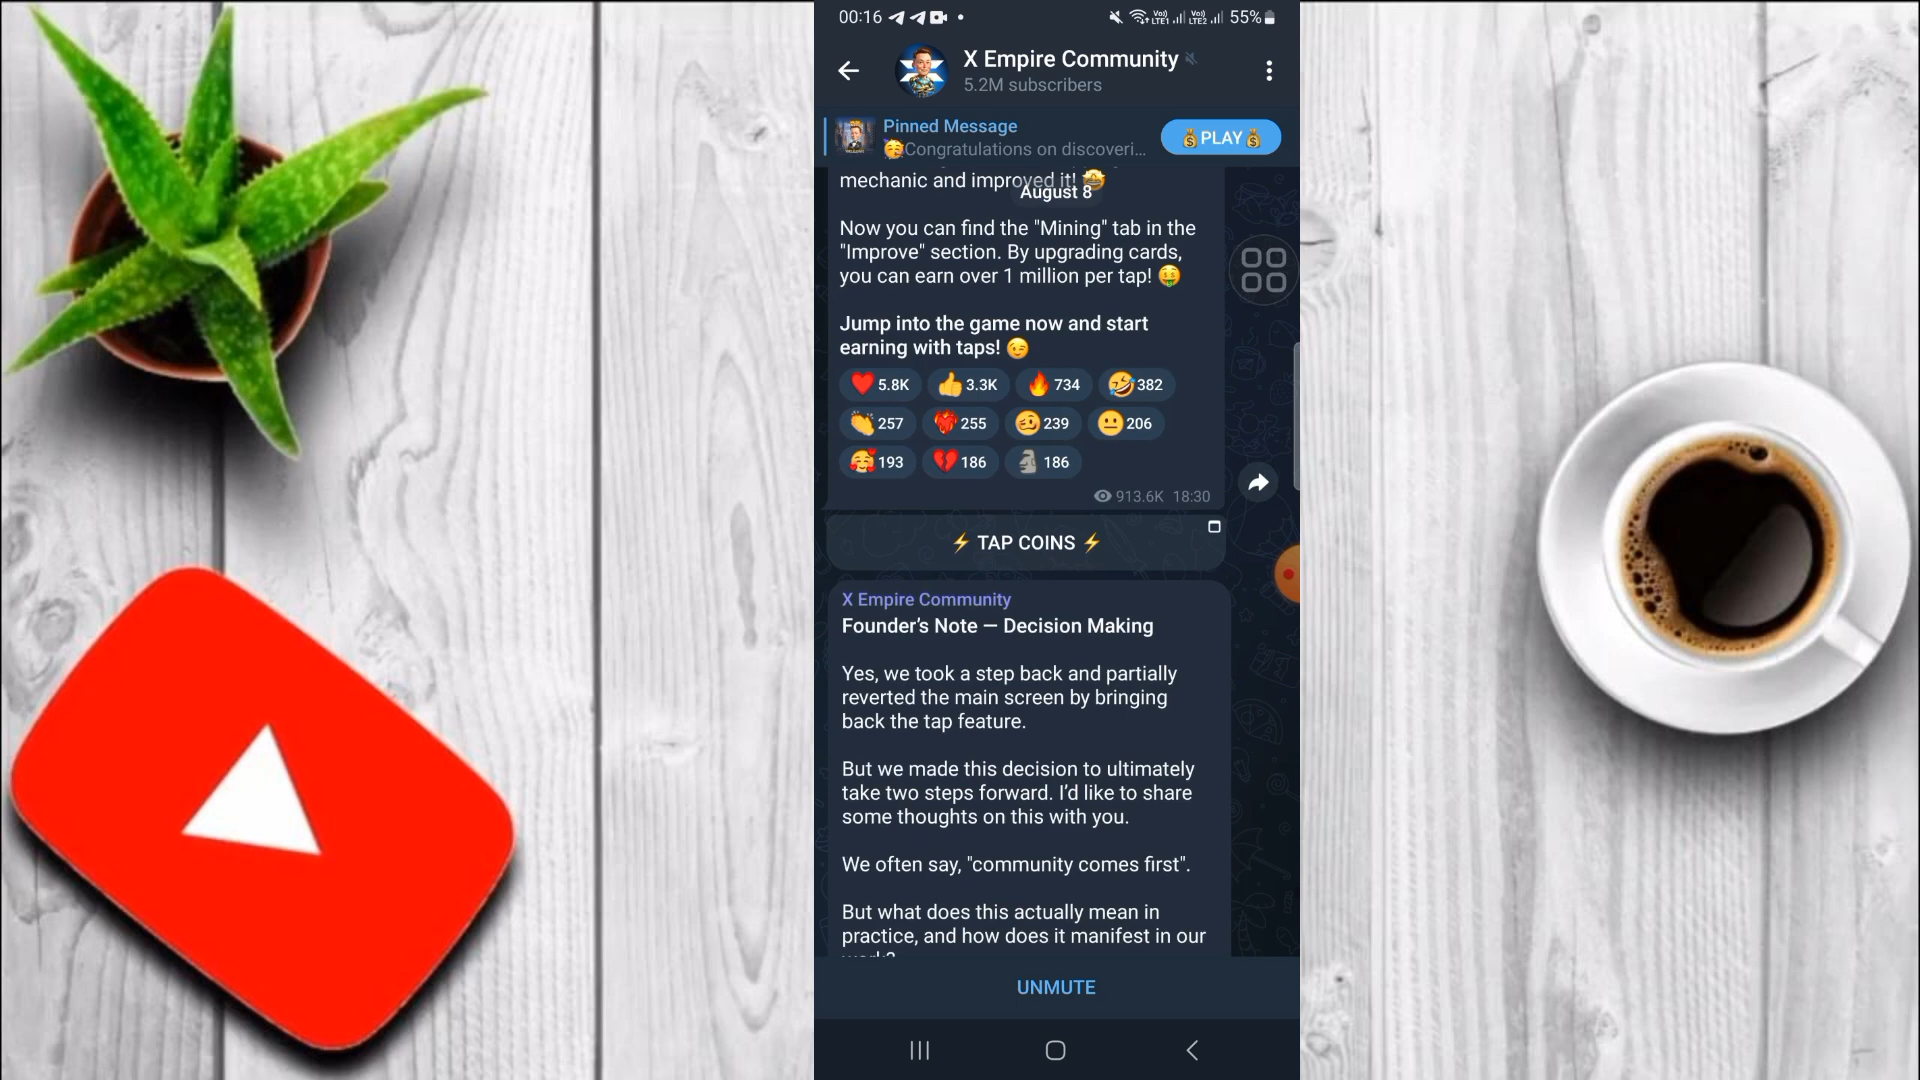 00:16
Vo)) LTE1 Vo)) LTE2 55%
X Empire Community
5.2M subscribers
Pinned Message
🥳Congratulations on discoveri...
💰PLAY💰
mechanic and improved it! 🤩
August 8
Now you can find the "Mining" tab in the
"Improve" section. By upgrading cards,
you can earn over 1 million per tap! 🤑
Jump into the game now and start
earning with taps! 😉
❤️ 5.8K 👍 3.3K 🔥 734 🤣 382
👏 257 ❤️‍🔥 255 🥴 239 😐 206
🥰 193 💔 186 🗿 186
913.6K 18:30
⚡ TAP COINS ⚡
X Empire Community
Founder’s Note — Decision Making
Yes, we took a step back and partially
reverted the main screen by bringing
back the tap feature.
But we made this decision to ultimately
take two steps forward. I’d like to share
some thoughts on this with you.
We often say, "community comes first".
But what does this actually mean in
practice, and how does it manifest in our
UNMUTE